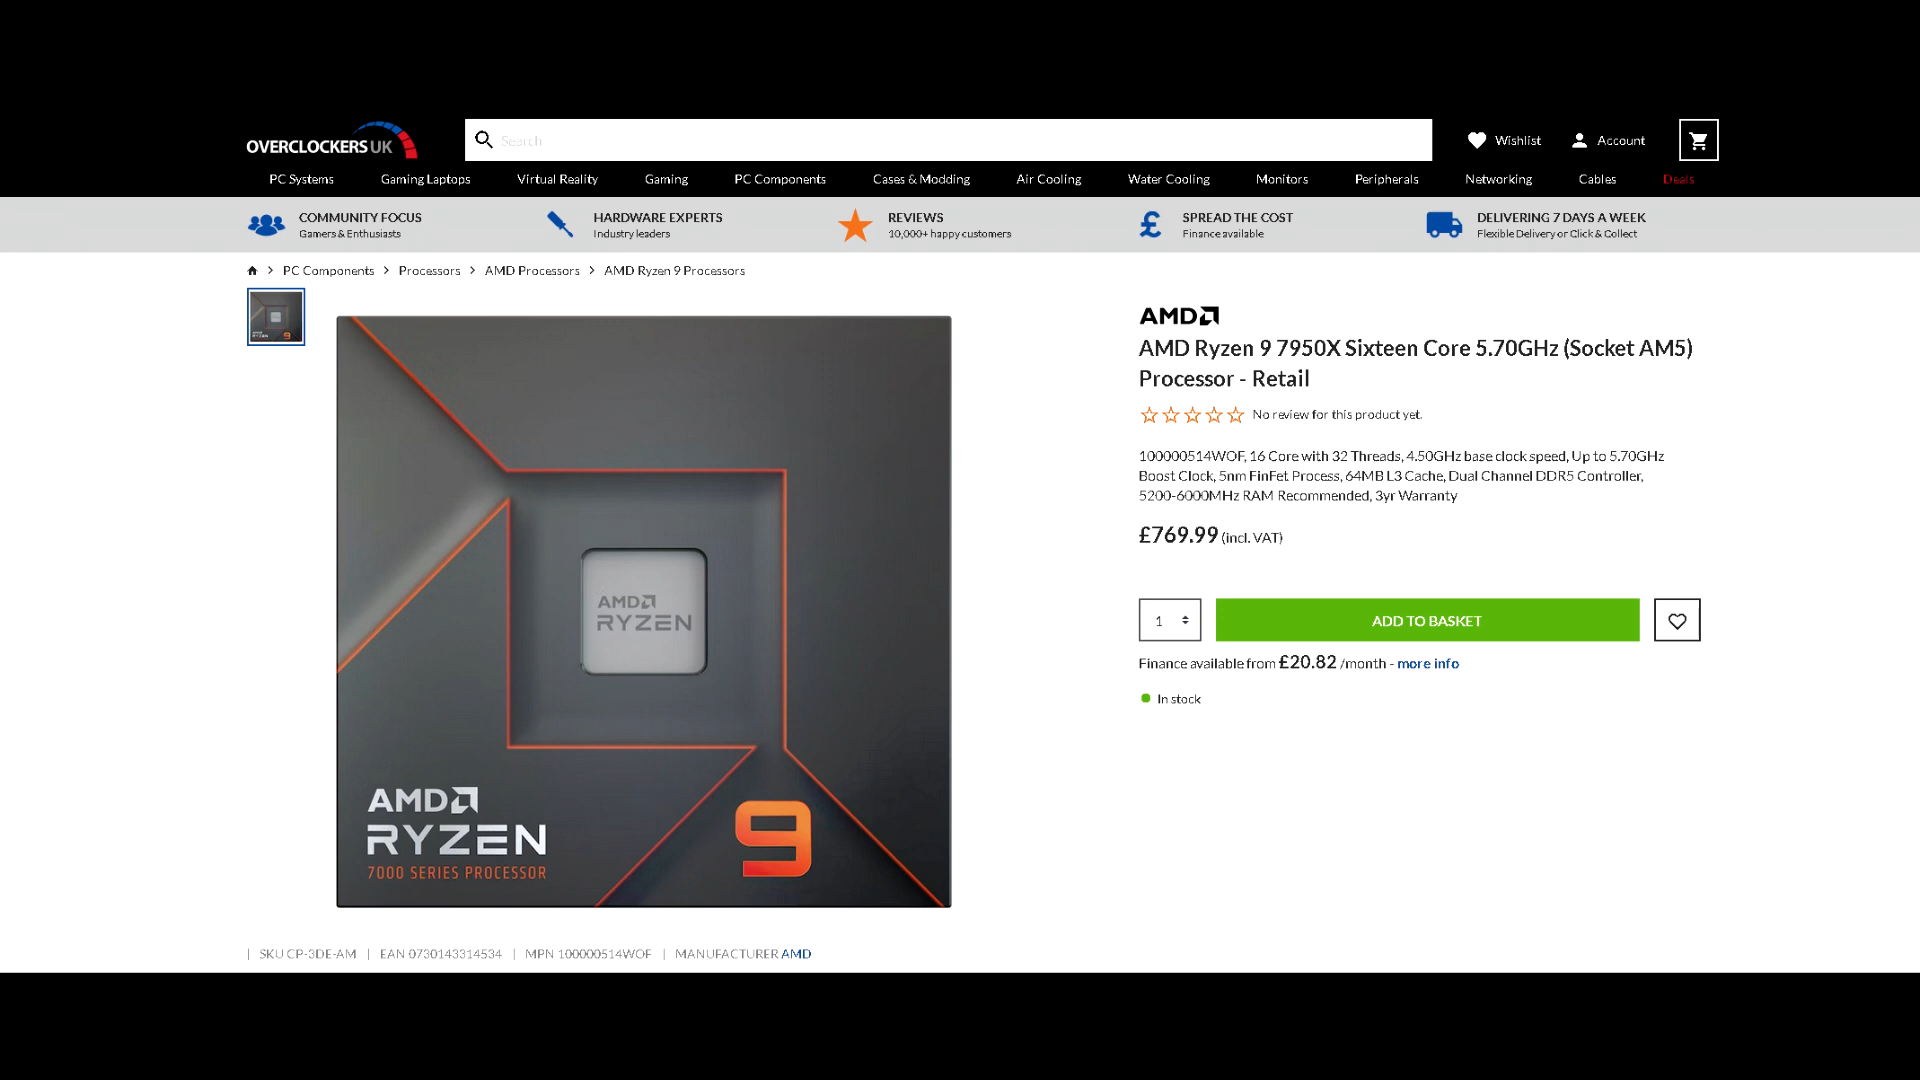 OVERCLOCKERS UK
Search
Wishlist
Account
PC Systems
Gaming Laptops
Virtual Reality
Gaming
PC Components
Cases & Modding
Air Cooling
Water Cooling
Monitors
Peripherals
Networking
Cables
Deals
COMMUNITY FOCUS
Gamers & Enthusiasts
HARDWARE EXPERTS
Industry leaders
REVIEWS
10,000+ happy customers
SPREAD THE COST
Finance available
DELIVERING 7 DAYS A WEEK
Flexible Delivery or Click & Collect
PC Components > Processors > AMD Processors > AMD Ryzen 9 Processors
AMD
RYZEN
AMD
RYZEN
7000 SERIES PROCESSOR
9
AMD
AMD Ryzen 9 7950X Sixteen Core 5.70GHz (Socket AM5)
Processor - Retail
No review for this product yet.
100000514WOF, 16 Core with 32 Threads, 4.50GHz base clock speed, Up to 5.70GHz
Boost Clock, 5nm FinFet Process, 64MB L3 Cache, Dual Channel DDR5 Controller,
5200-6000MHz RAM Recommended, 3yr Warranty
£769.99 (incl. VAT)
1
ADD TO BASKET
Finance available from £20.82 /month - more info
In stock
| SKU CP-3DE-AM | EAN 0730143314534 | MPN 100000514WOF | MANUFACTURER AMD